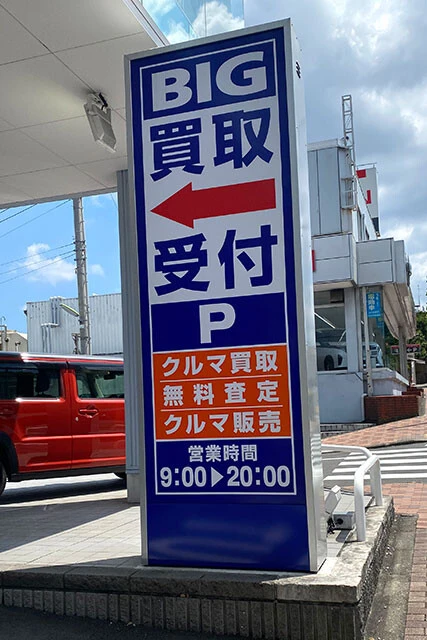 BIG
買取
受付
P
クルマ買取
無料査定
クルマ販売
営業時間
9:00▶20:00